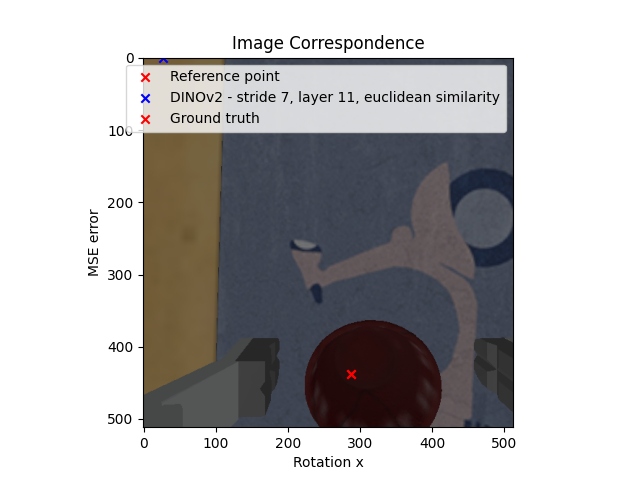 Image Correspondence
Reference point
DINOv2 - stride 7, layer 11, euclidean similarity
Ground truth
0
100
200
300
400
500
MSE error
0
100
200
300
400
500
Rotation x